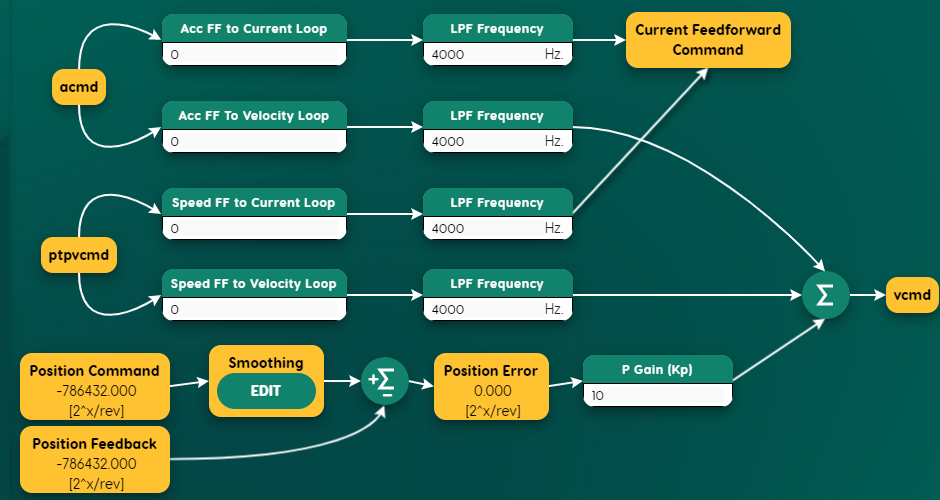 Acc FF to Current Loop
0
LPF Frequency
4000 Hz.
Current Feedforward
Command
acmd
Acc FF To Velocity Loop
0
LPF Frequency
4000 Hz.
Speed FF to Current Loop
0
LPF Frequency
4000 Hz.
ptpvcmd
Speed FF to Velocity Loop
0
LPF Frequency
4000 Hz.
Σ
vcmd
Position Command
-786432.000
[2^x/rev]
Smoothing
EDIT
+Σ
−
Position Error
0.000
[2^x/rev]
P Gain (Kp)
10
Position Feedback
-786432.000
[2^x/rev]